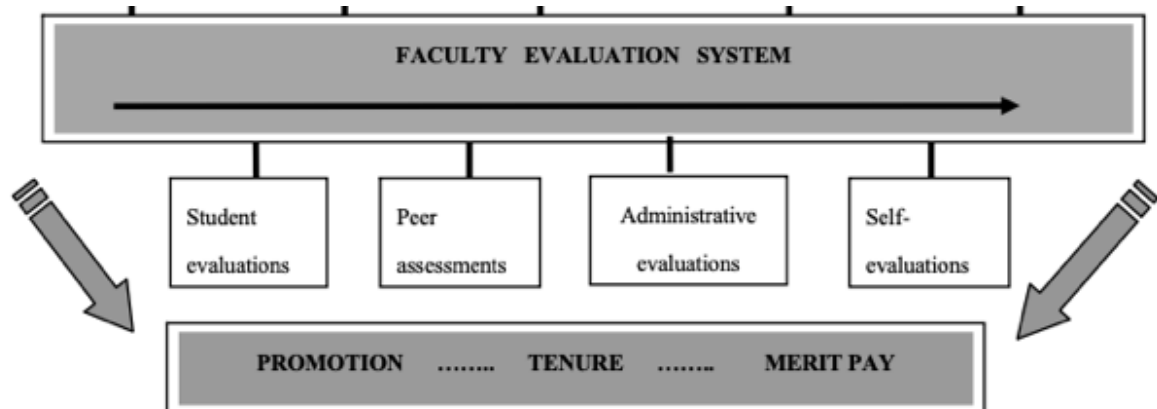 FACULTY EVALUATION SYSTEM
Student
evaluations
Peer
assessments
Administrative
evaluations
Self-
evaluations
PROMOTION …….. TENURE …….. MERIT PAY